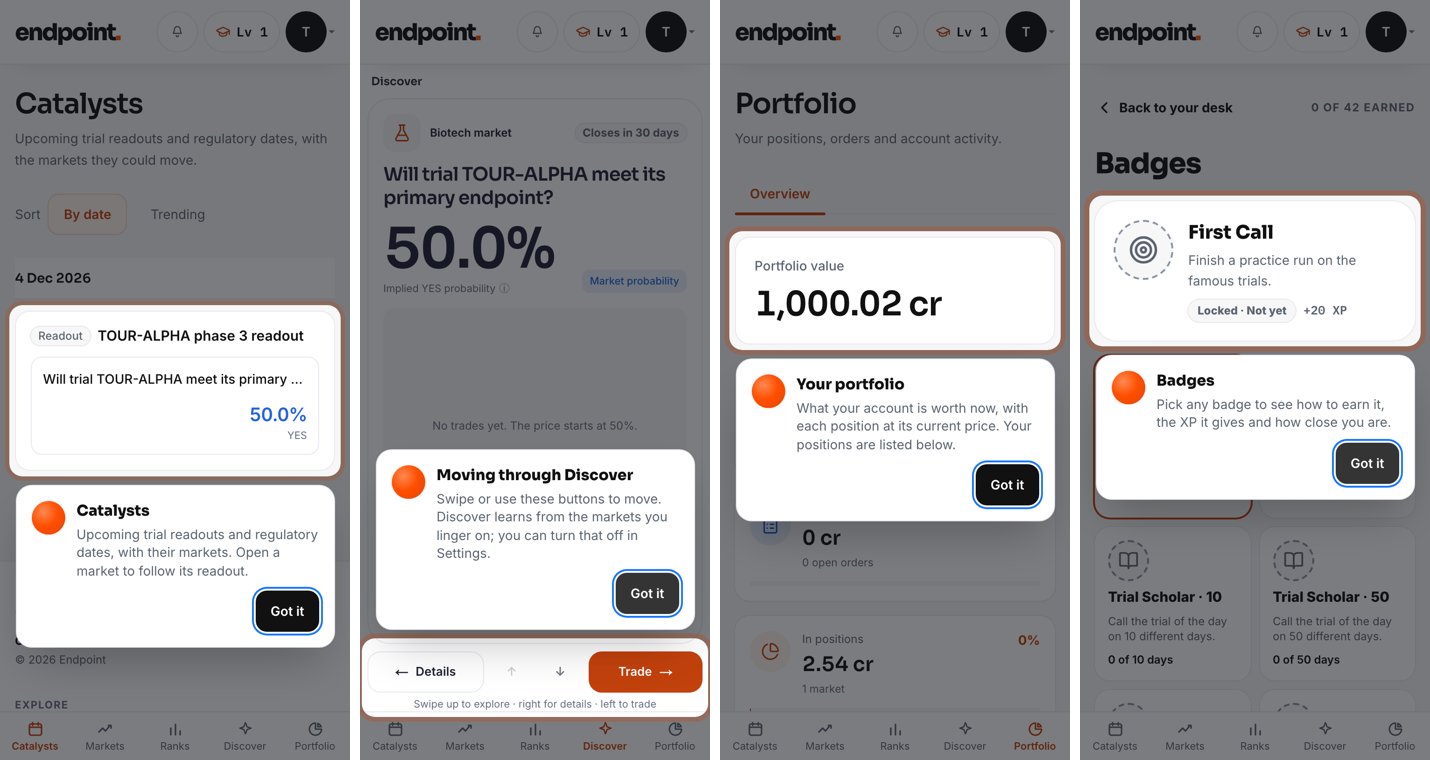 endpoint.
Lv 1
T
Catalysts
Upcoming trial readouts and regulatory dates, with
the markets they could move.
Sort
By date
Trending
4 Dec 2026
Readout
TOUR-ALPHA phase 3 readout
Will trial TOUR-ALPHA meet its primary ...
50.0%
YES
Catalysts
Upcoming trial readouts and regulatory
dates, with their markets. Open a
market to follow its readout.
Got it
© 2026 Endpoint
EXPLORE
Catalysts
Markets
Ranks
Discover
Portfolio
endpoint.
Lv 1
T
Discover
Biotech market
Closes in 30 days
Will trial TOUR-ALPHA meet its
primary endpoint?
50.0%
Implied YES probability
Market probability
No trades yet. The price starts at 50%.
Moving through Discover
Swipe or use these buttons to move.
Discover learns from the markets you
linger on; you can turn that off in
Settings.
Got it
← Details
↑
↓
Trade →
Swipe up to explore · right for details · left to trade
Catalysts
Markets
Ranks
Discover
Portfolio
endpoint.
Lv 1
T
Portfolio
Your positions, orders and account activity.
Overview
Portfolio value
1,000.02 cr
Your portfolio
What your account is worth now, with
each position at its current price. Your
positions are listed below.
Got it
0 cr
0 open orders
In positions
0%
2.54 cr
1 market
Catalysts
Markets
Ranks
Discover
Portfolio
endpoint.
Lv 1
T
Back to your desk
0 OF 42 EARNED
Badges
First Call
Finish a practice run on the
famous trials.
Locked · Not yet
+20 XP
Badges
Pick any badge to see how to earn it,
the XP it gives and how close you are.
Got it
Trial Scholar · 10
Call the trial of the day
on 10 different days.
0 of 10 days
Trial Scholar · 50
Call the trial of the day
on 50 different days.
0 of 50 days
Catalysts
Markets
Ranks
Discover
Portfolio